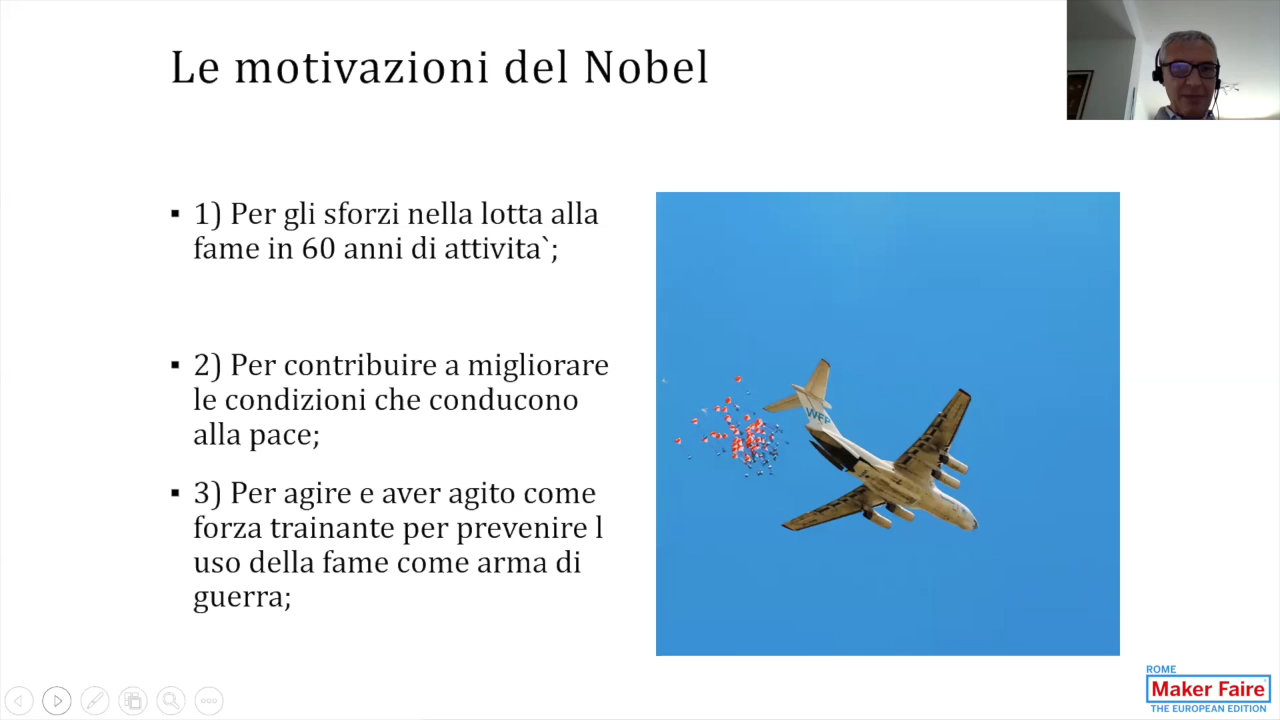 Le motivazioni del Nobel
▪ 1) Per gli sforzi nella lotta alla
fame in 60 anni di attivita`;
▪ 2) Per contribuire a migliorare
le condizioni che conducono
alla pace;
▪ 3) Per agire e aver agito come
forza trainante per prevenire l
uso della fame come arma di
guerra;
WFP
ROME
Maker Faire
THE EUROPEAN EDITION